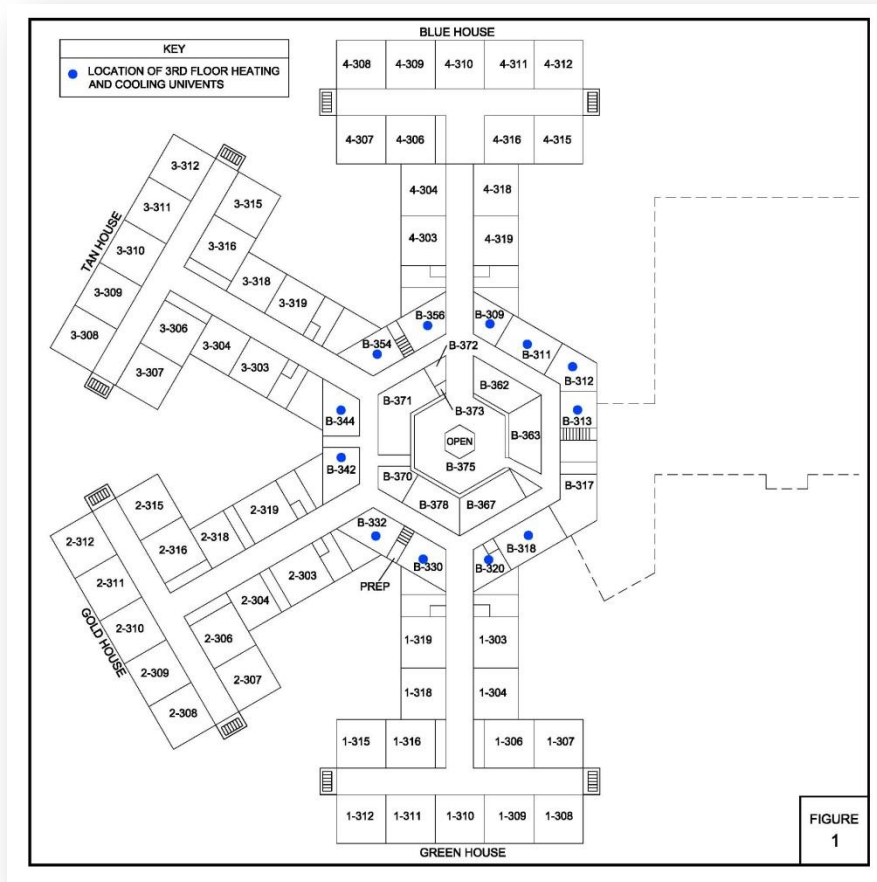 BLUE HOUSE
KEY
LOCATION OF 3RD FLOOR HEATING
AND COOLING UNIVENTS
4-308 4-309 4-310 4-311 4-312
4-307 4-306 4-316 4-315
4-304 4-318
4-303 4-319
TAN HOUSE
3-312
3-311
3-310
3-309
3-308
3-315
3-316
3-318
3-319
3-306
3-307
3-304
3-303
B-356
B-354
B-309
B-311
B-312
B-313
B-372
B-362
B-371
B-373
B-363
B-344
OPEN
B-375
B-342
B-370
B-378
B-367
B-317
B-332
B-330
PREP
B-318
B-320
GOLD HOUSE
2-315
2-316
2-318
2-319
2-312
2-311
2-310
2-309
2-308
2-303
2-304
2-306
2-307
1-319 1-303
1-318 1-304
1-315 1-316 1-306 1-307
1-312 1-311 1-310 1-309 1-308
GREEN HOUSE
FIGURE
1